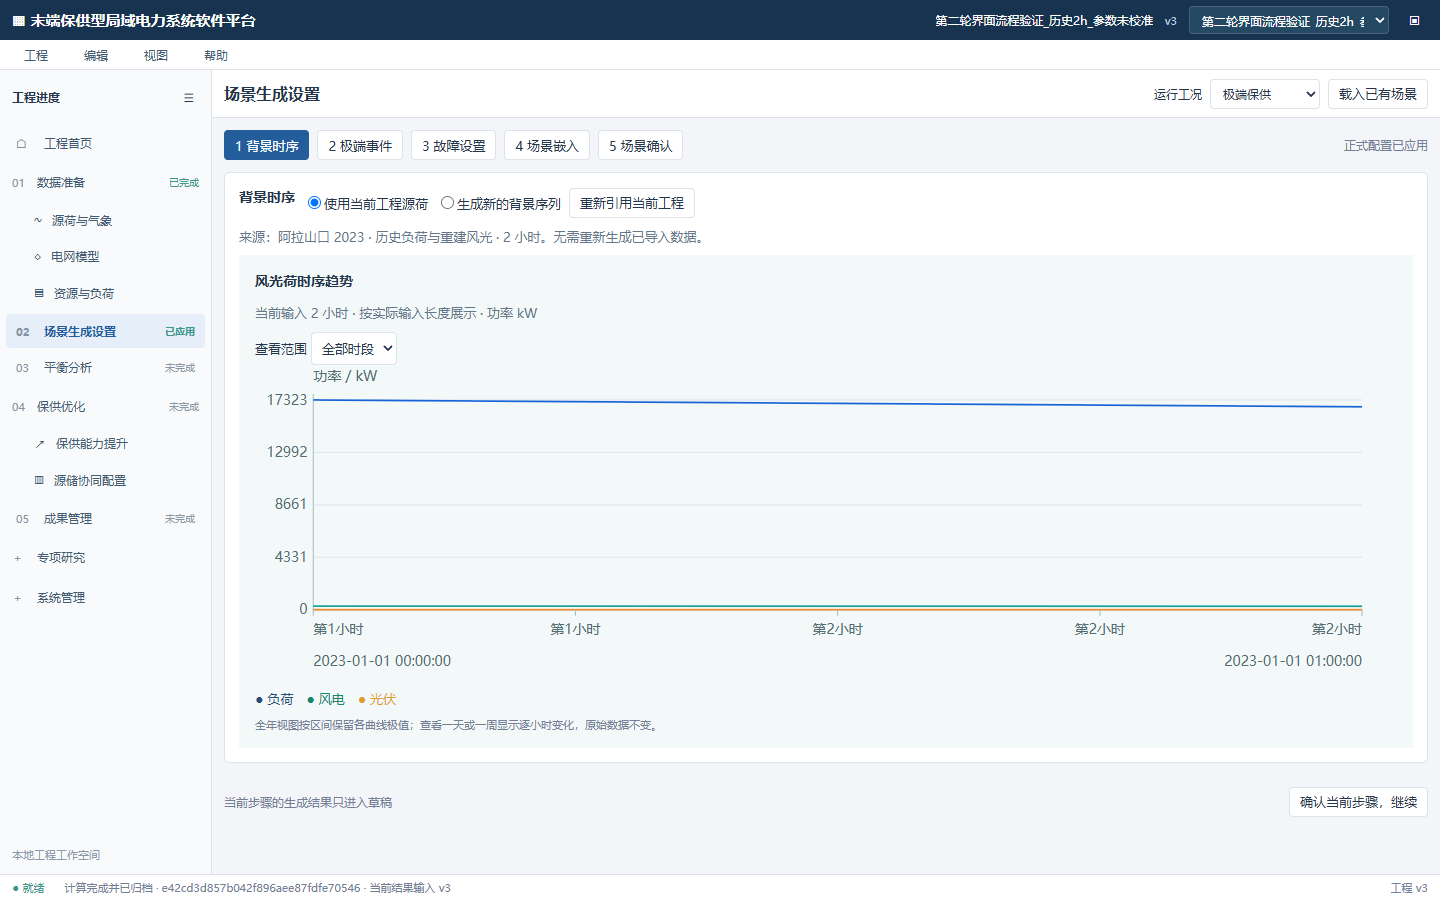 末端保供型局域电力系统软件平台
第二轮界面流程验证_历史2h_参数未校准 v3 第二轮界面流程验证_历史2h_
工程 编辑 视图 帮助
工程进度
工程首页
01 数据准备 已完成
源荷与气象
电网模型
资源与负荷
02 场景生成设置 已应用
03 平衡分析 未完成
04 保供优化 未完成
保供能力提升
源储协同配置
05 成果管理 未完成
+ 专项研究
+ 系统管理
本地工程工作空间
场景生成设置
运行工况 极端保供 载入已有场景
1 背景时序 2 极端事件 3 故障设置 4 场景嵌入 5 场景确认 正式配置已应用
背景时序 使用当前工程源荷 生成新的背景序列 重新引用当前工程
来源：阿拉山口 2023 · 历史负荷与重建风光 · 2 小时。无需重新生成已导入数据。
风光荷时序趋势
当前输入 2 小时 · 按实际输入长度展示 · 功率 kW
查看范围 全部时段
功率 / kW
17323
12992
8661
4331
0
第1小时 第1小时 第2小时 第2小时 第2小时
2023-01-01 00:00:00 2023-01-01 01:00:00
负荷 风电 光伏
全年视图按区间保留各曲线极值；查看一天或一周显示逐小时变化，原始数据不变。
当前步骤的生成结果只进入草稿 确认当前步骤，继续
就绪 计算完成并已归档 · e42cd3d857b042f896aee87fdfe70546 · 当前结果输入 v3 工程 v3